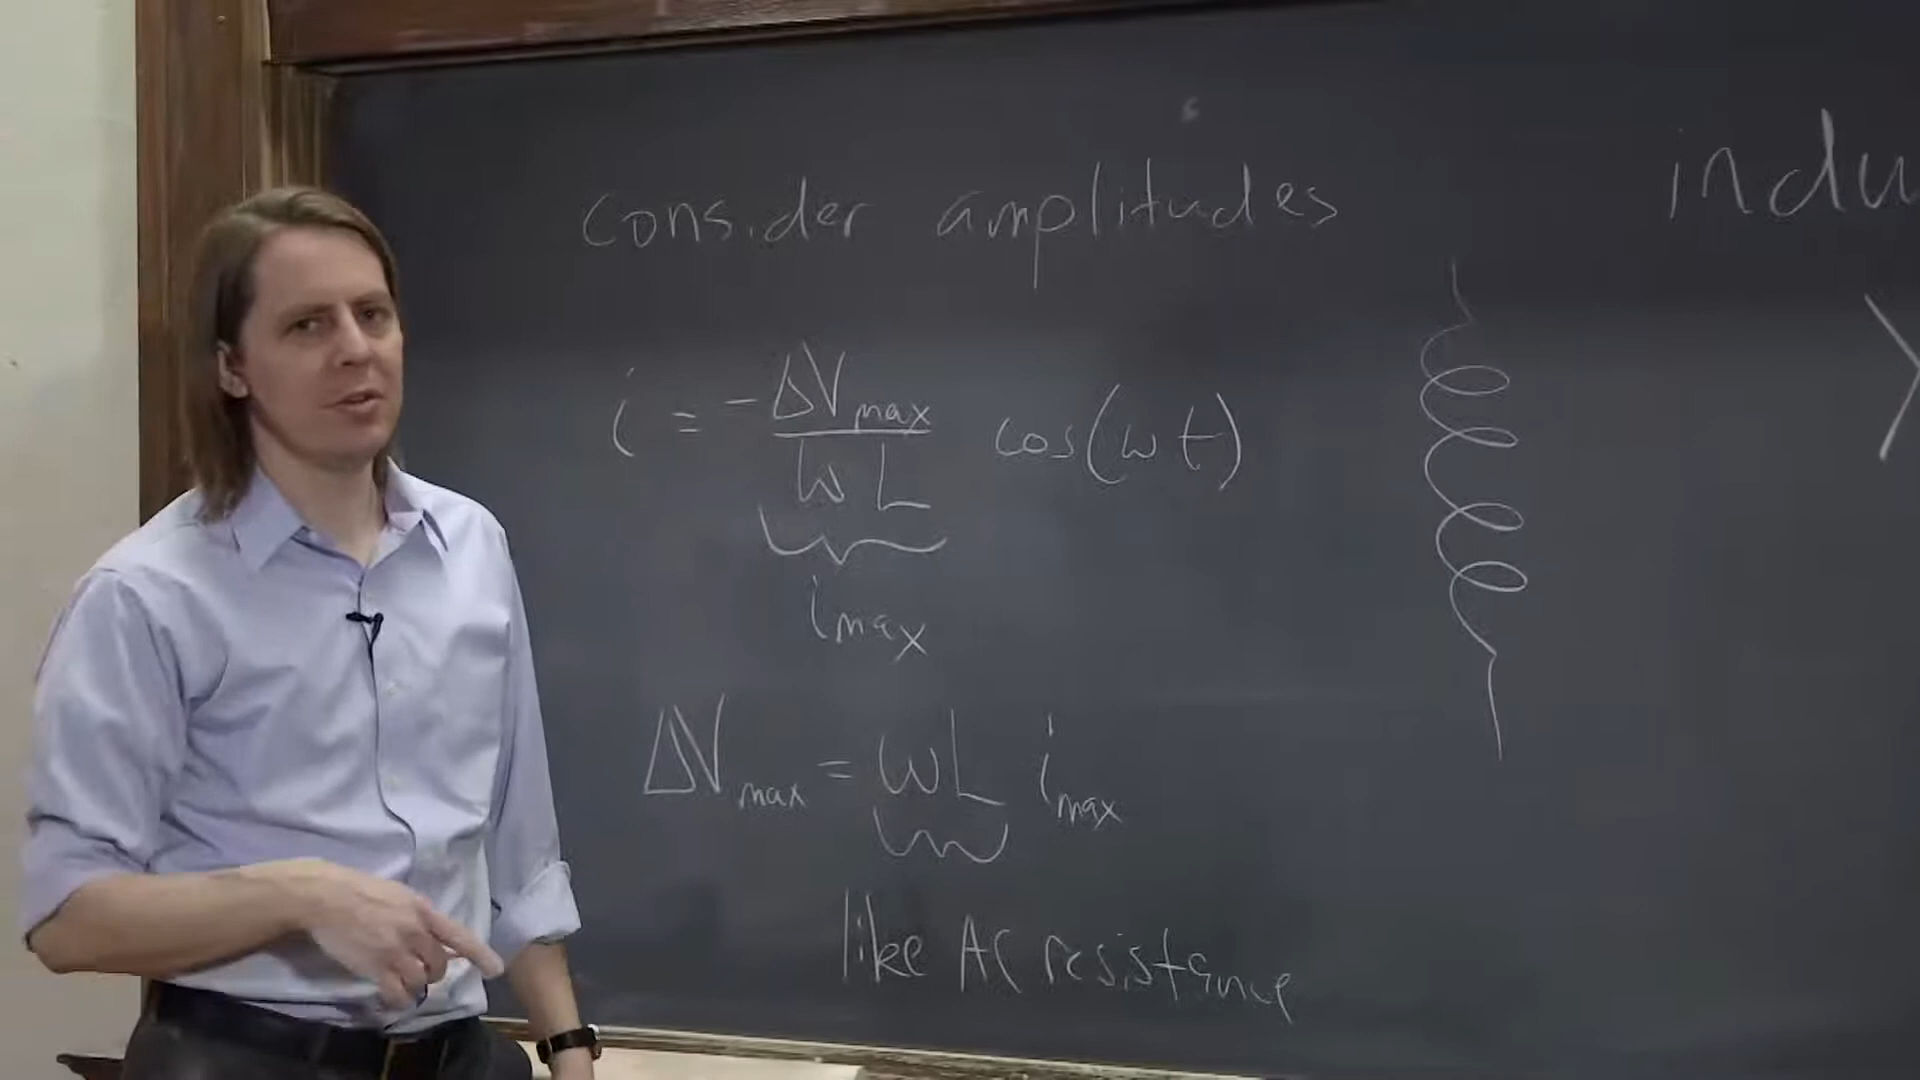 consider amplitudes
i = -ΔVmax/ωL cos(ωt)
imax
ΔVmax = ωL imax
like AC resistance
indu
X